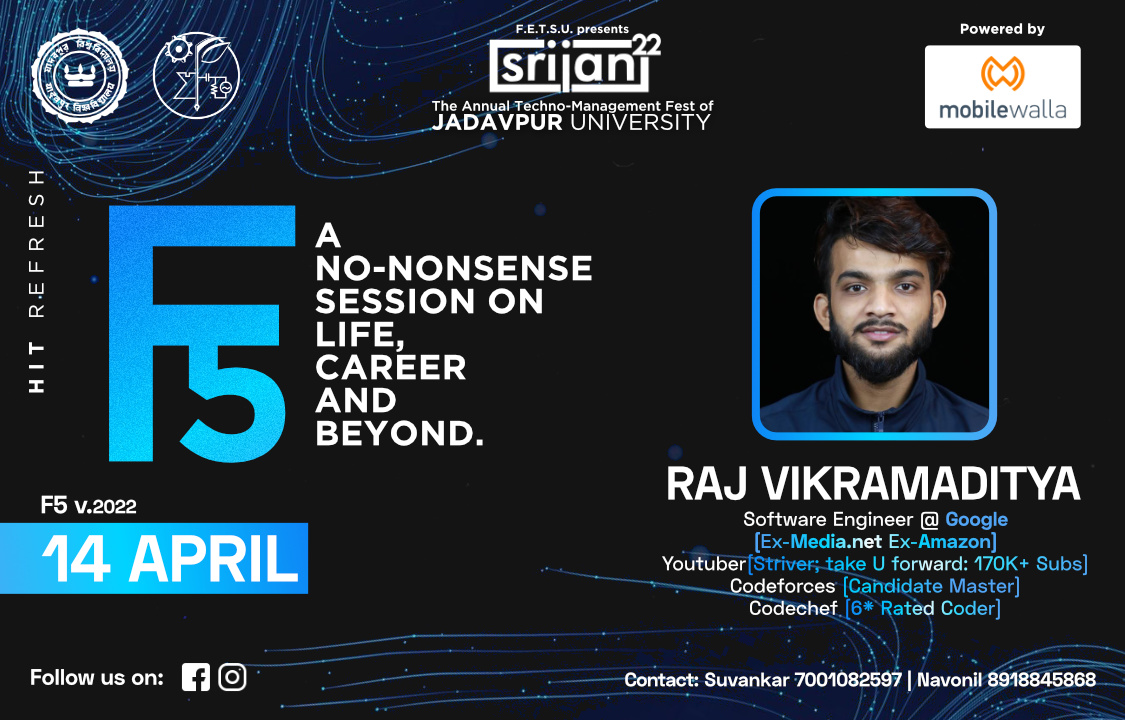 যাদবপুর বিশ্ববিদ্যালয়
F.E.T.S.U. presents
srijan 22
The Annual Techno-Management Fest of
JADAVPUR UNIVERSITY
Powered by
mobilewalla
HIT REFRESH
F5
A
NO-NONSENSE
SESSION ON
LIFE,
CAREER
AND
BEYOND.
F5 v.2022
14 APRIL
RAJ VIKRAMADITYA
Software Engineer @ Google
[Ex-Media.net Ex-Amazon]
Youtuber[Striver; take U forward: 170K+ Subs]
Codeforces [Candidate Master]
Codechef [6* Rated Coder]
Follow us on:
Contact: Suvankar 7001082597 | Navonil 8918845868